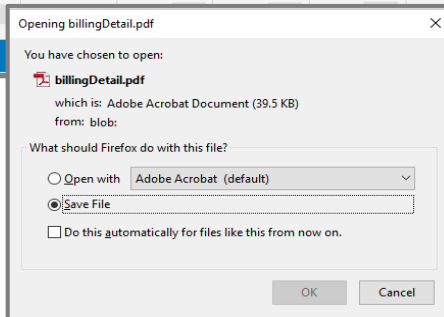 Opening billingDetail.pdf
You have chosen to open:
billingDetail.pdf
which is: Adobe Acrobat Document (39.5 KB)
from: blob:
What should Firefox do with this file?
Open with Adobe Acrobat (default)
Save File
Do this automatically for files like this from now on.
OK Cancel